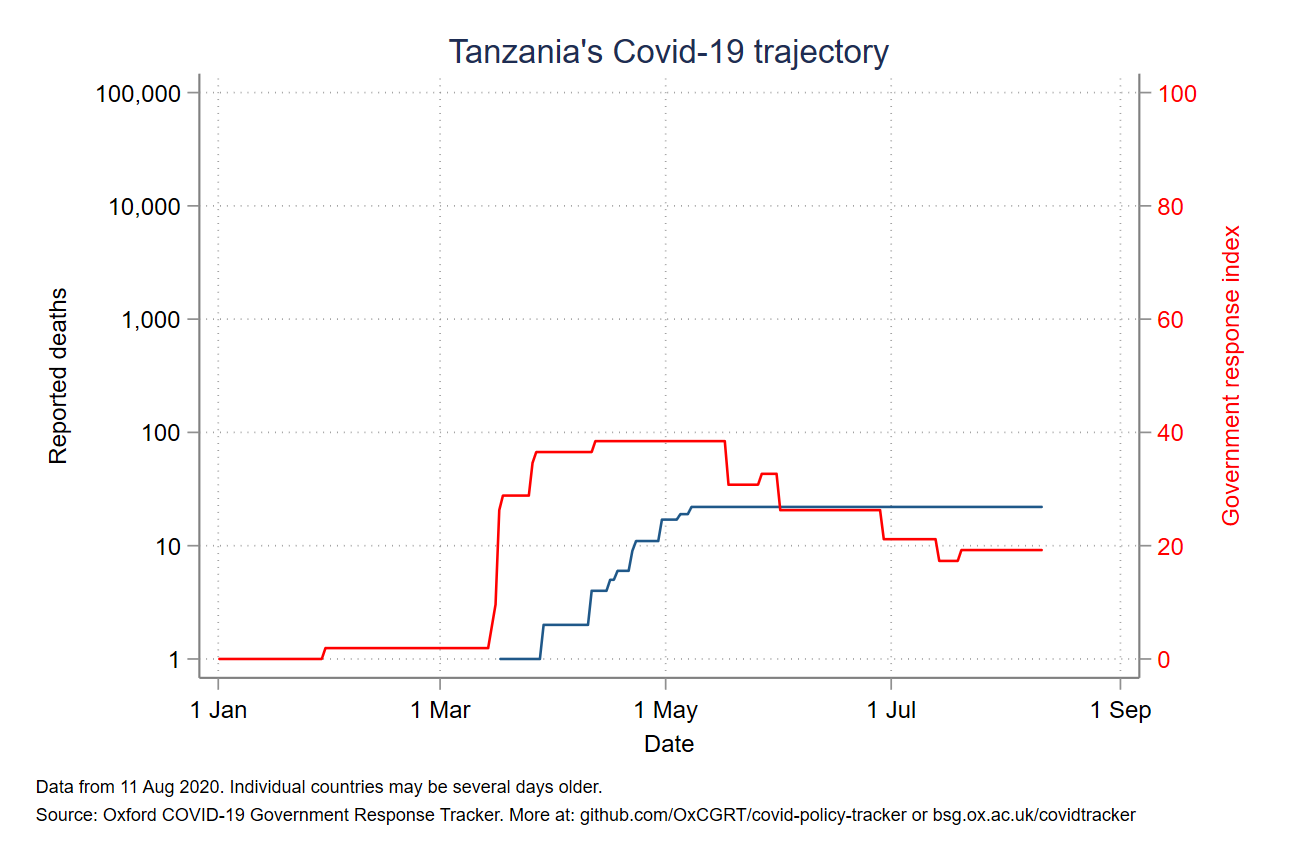 Tanzania's Covid-19 trajectory
100,000
10,000
1,000
100
10
1
Reported deaths
100
80
60
40
20
0
Government response index
1 Jan
1 Mar
1 May
1 Jul
1 Sep
Date
Data from 11 Aug 2020. Individual countries may be several days older.
Source: Oxford COVID-19 Government Response Tracker. More at: github.com/OxCGRT/covid-policy-tracker or bsg.ox.ac.uk/covidtracker